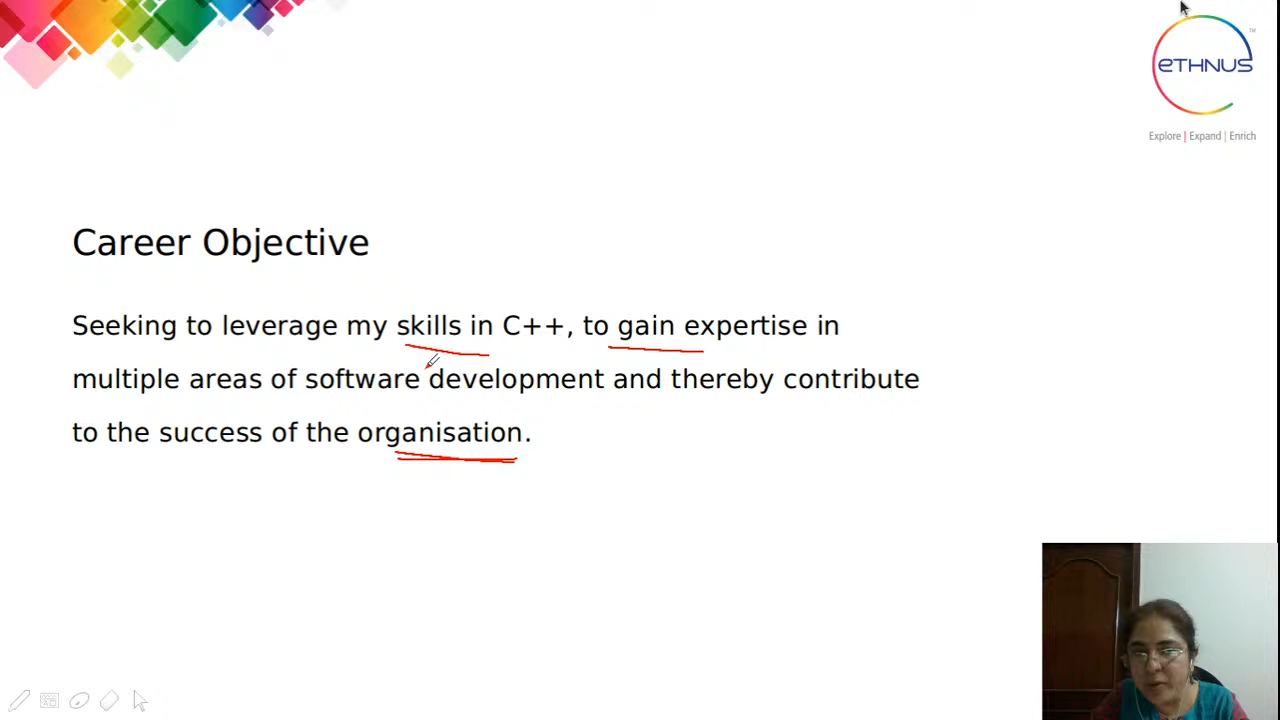 eTHNUS
TM
Explore | Expand | Enrich
Career Objective
Seeking to leverage my skills in C++, to gain expertise in
multiple areas of software development and thereby contribute
to the success of the organisation.